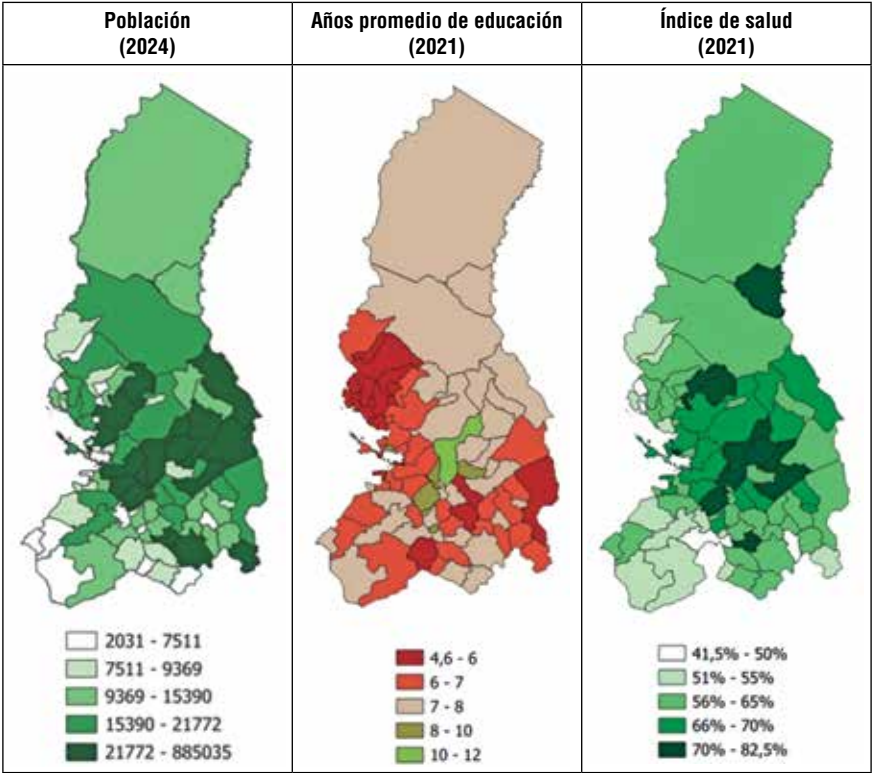 Población
(2024)
Años promedio de educación
(2021)
Índice de salud
(2021)
2031 - 7511
7511 - 9369
9369 - 15390
15390 - 21772
21772 - 885035
4,6 - 6
6 - 7
7 - 8
8 - 10
10 - 12
41,5% - 50%
51% - 55%
56% - 65%
66% - 70%
70% - 82,5%